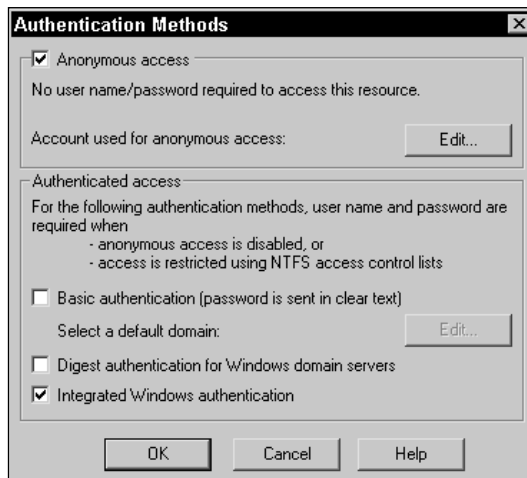 Authentication Methods
Anonymous access
No user name/password required to access this resource.
Account used for anonymous access:
Edit...
Authenticated access
For the following authentication methods, user name and password are
required when
- anonymous access is disabled, or
- access is restricted using NTFS access control lists
Basic authentication (password is sent in clear text)
Select a default domain:
Edit...
Digest authentication for Windows domain servers
Integrated Windows authentication
OK
Cancel
Help